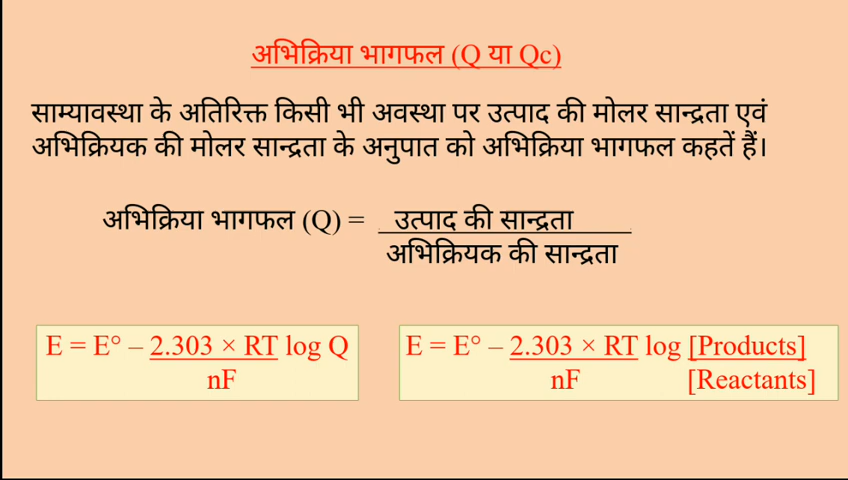 अभिक्रिया भागफल (Q या Qc)
साम्यावस्था के अतिरिक्त किसी भी अवस्था पर उत्पाद की मोलर सान्द्रता एवं
अभिक्रियक की मोलर सान्द्रता के अनुपात को अभिक्रिया भागफल कहतें हैं।
अभिक्रिया भागफल (Q) = उत्पाद की सान्द्रता
अभिक्रियक की सान्द्रता
E = E° – 2.303 × RT log Q
nF
E = E° – 2.303 × RT log [Products]
nF [Reactants]